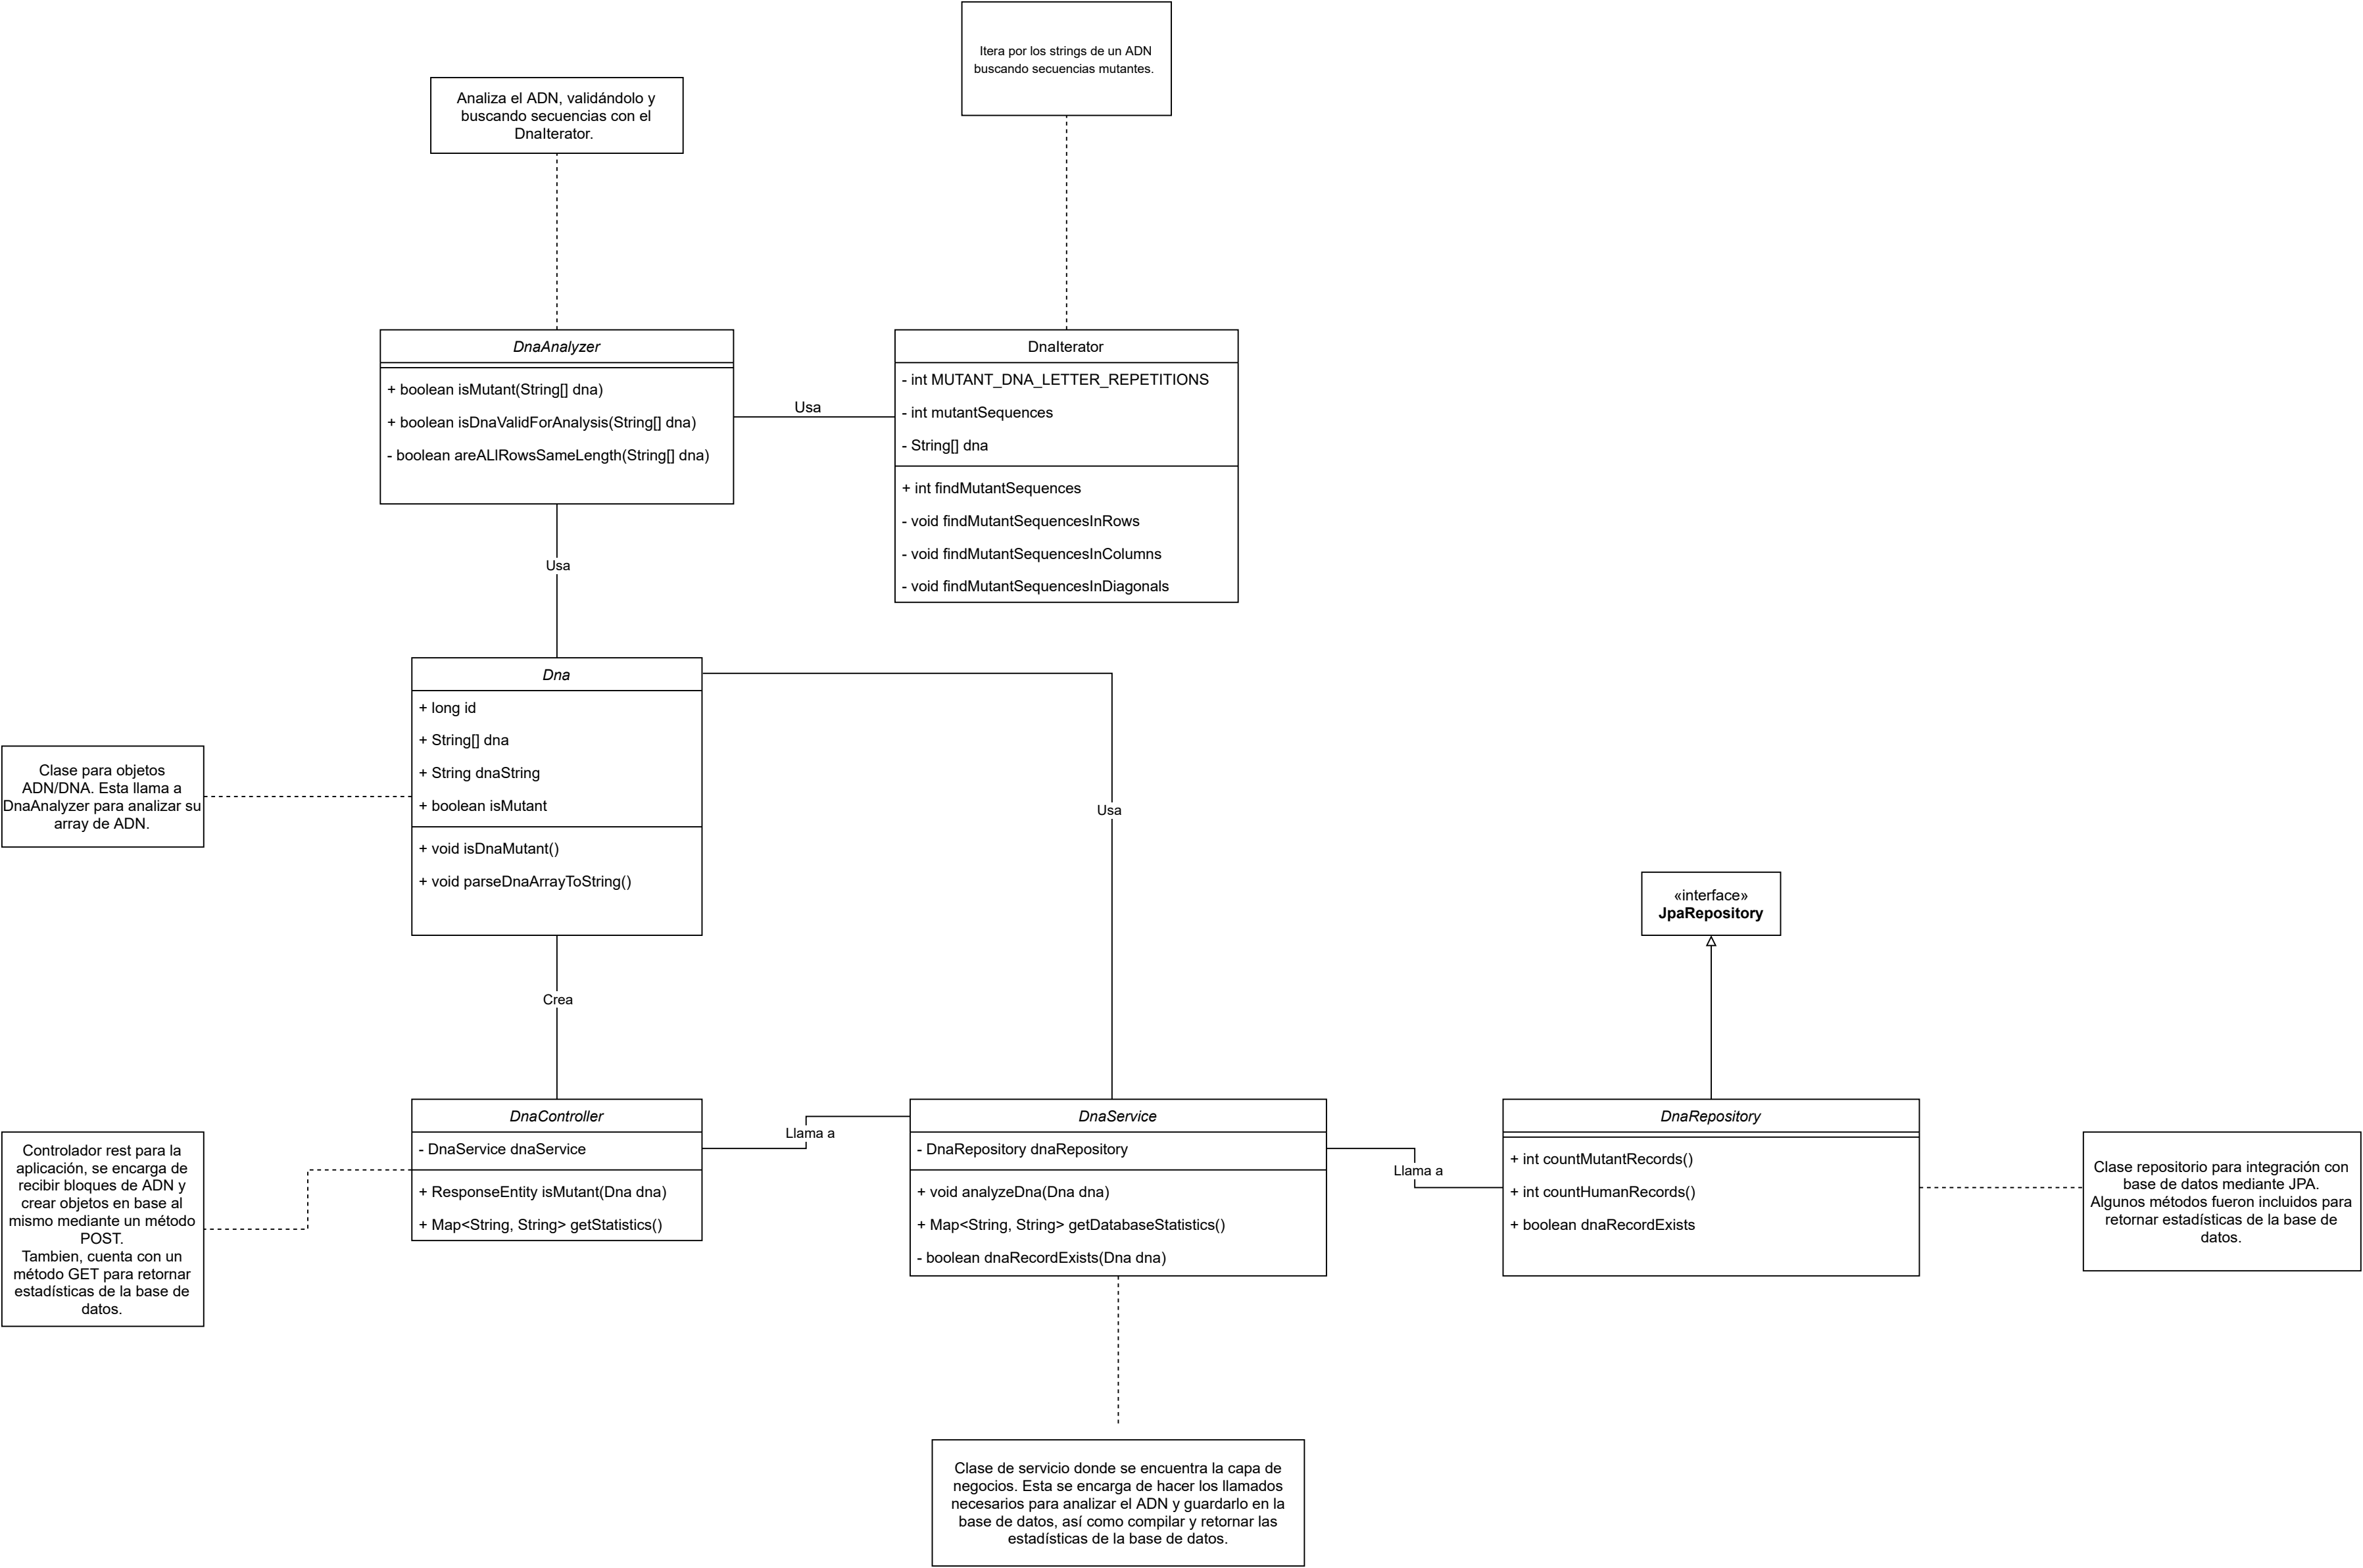 Itera por los strings de un ADN
buscando secuencias mutantes.
Analiza el ADN, validándolo y
buscando secuencias con el
DnaIterator.
DnaAnalyzer
+ boolean isMutant(String[] dna)
+ boolean isDnaValidForAnalysis(String[] dna)
- boolean areALlRowsSameLength(String[] dna)
Usa
DnaIterator
- int MUTANT_DNA_LETTER_REPETITIONS
- int mutantSequences
- String[] dna
+ int findMutantSequences
- void findMutantSequencesInRows
- void findMutantSequencesInColumns
- void findMutantSequencesInDiagonals
Usa
Dna
+ long id
+ String[] dna
+ String dnaString
+ boolean isMutant
+ void isDnaMutant()
+ void parseDnaArrayToString()
Clase para objetos
ADN/DNA. Esta llama a
DnaAnalyzer para analizar su
array de ADN.
Usa
«interface»
JpaRepository
Crea
DnaController
- DnaService dnaService
+ ResponseEntity isMutant(Dna dna)
+ Map<String, String> getStatistics()
Llama a
DnaService
- DnaRepository dnaRepository
+ void analyzeDna(Dna dna)
+ Map<String, String> getDatabaseStatistics()
- boolean dnaRecordExists(Dna dna)
Llama a
DnaRepository
+ int countMutantRecords()
+ int countHumanRecords()
+ boolean dnaRecordExists
Controlador rest para la
aplicación, se encarga de
recibir bloques de ADN y
crear objetos en base al
mismo mediante un método
POST.
Tambien, cuenta con un
método GET para retornar
estadísticas de la base de
datos.
Clase repositorio para integración con
base de datos mediante JPA.
Algunos métodos fueron incluidos para
retornar estadísticas de la base de
datos.
Clase de servicio donde se encuentra la capa de
negocios. Esta se encarga de hacer los llamados
necesarios para analizar el ADN y guardarlo en la
base de datos, así como compilar y retornar las
estadísticas de la base de datos.